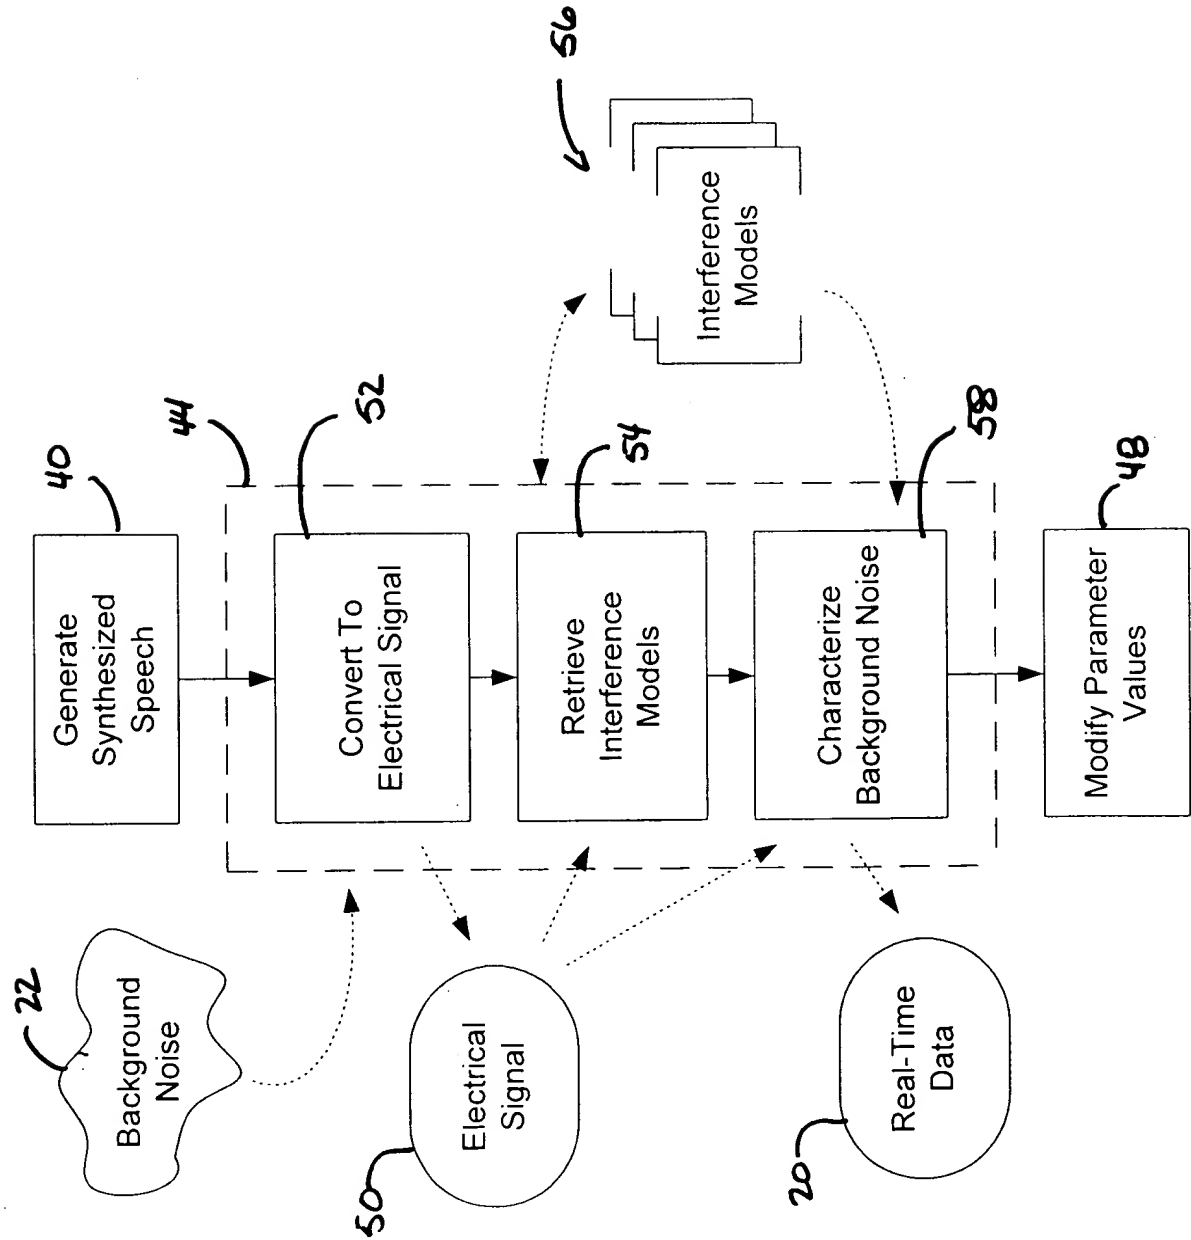 40
Generate
Synthesized
Speech
44
22
Background
Noise
52
Convert To
Electrical Signal
50
Electrical
Signal
54
Retrieve
Interference
Models
56
Interference
Models
58
Characterize
Background Noise
20
Real-Time
Data
48
Modify Parameter
Values